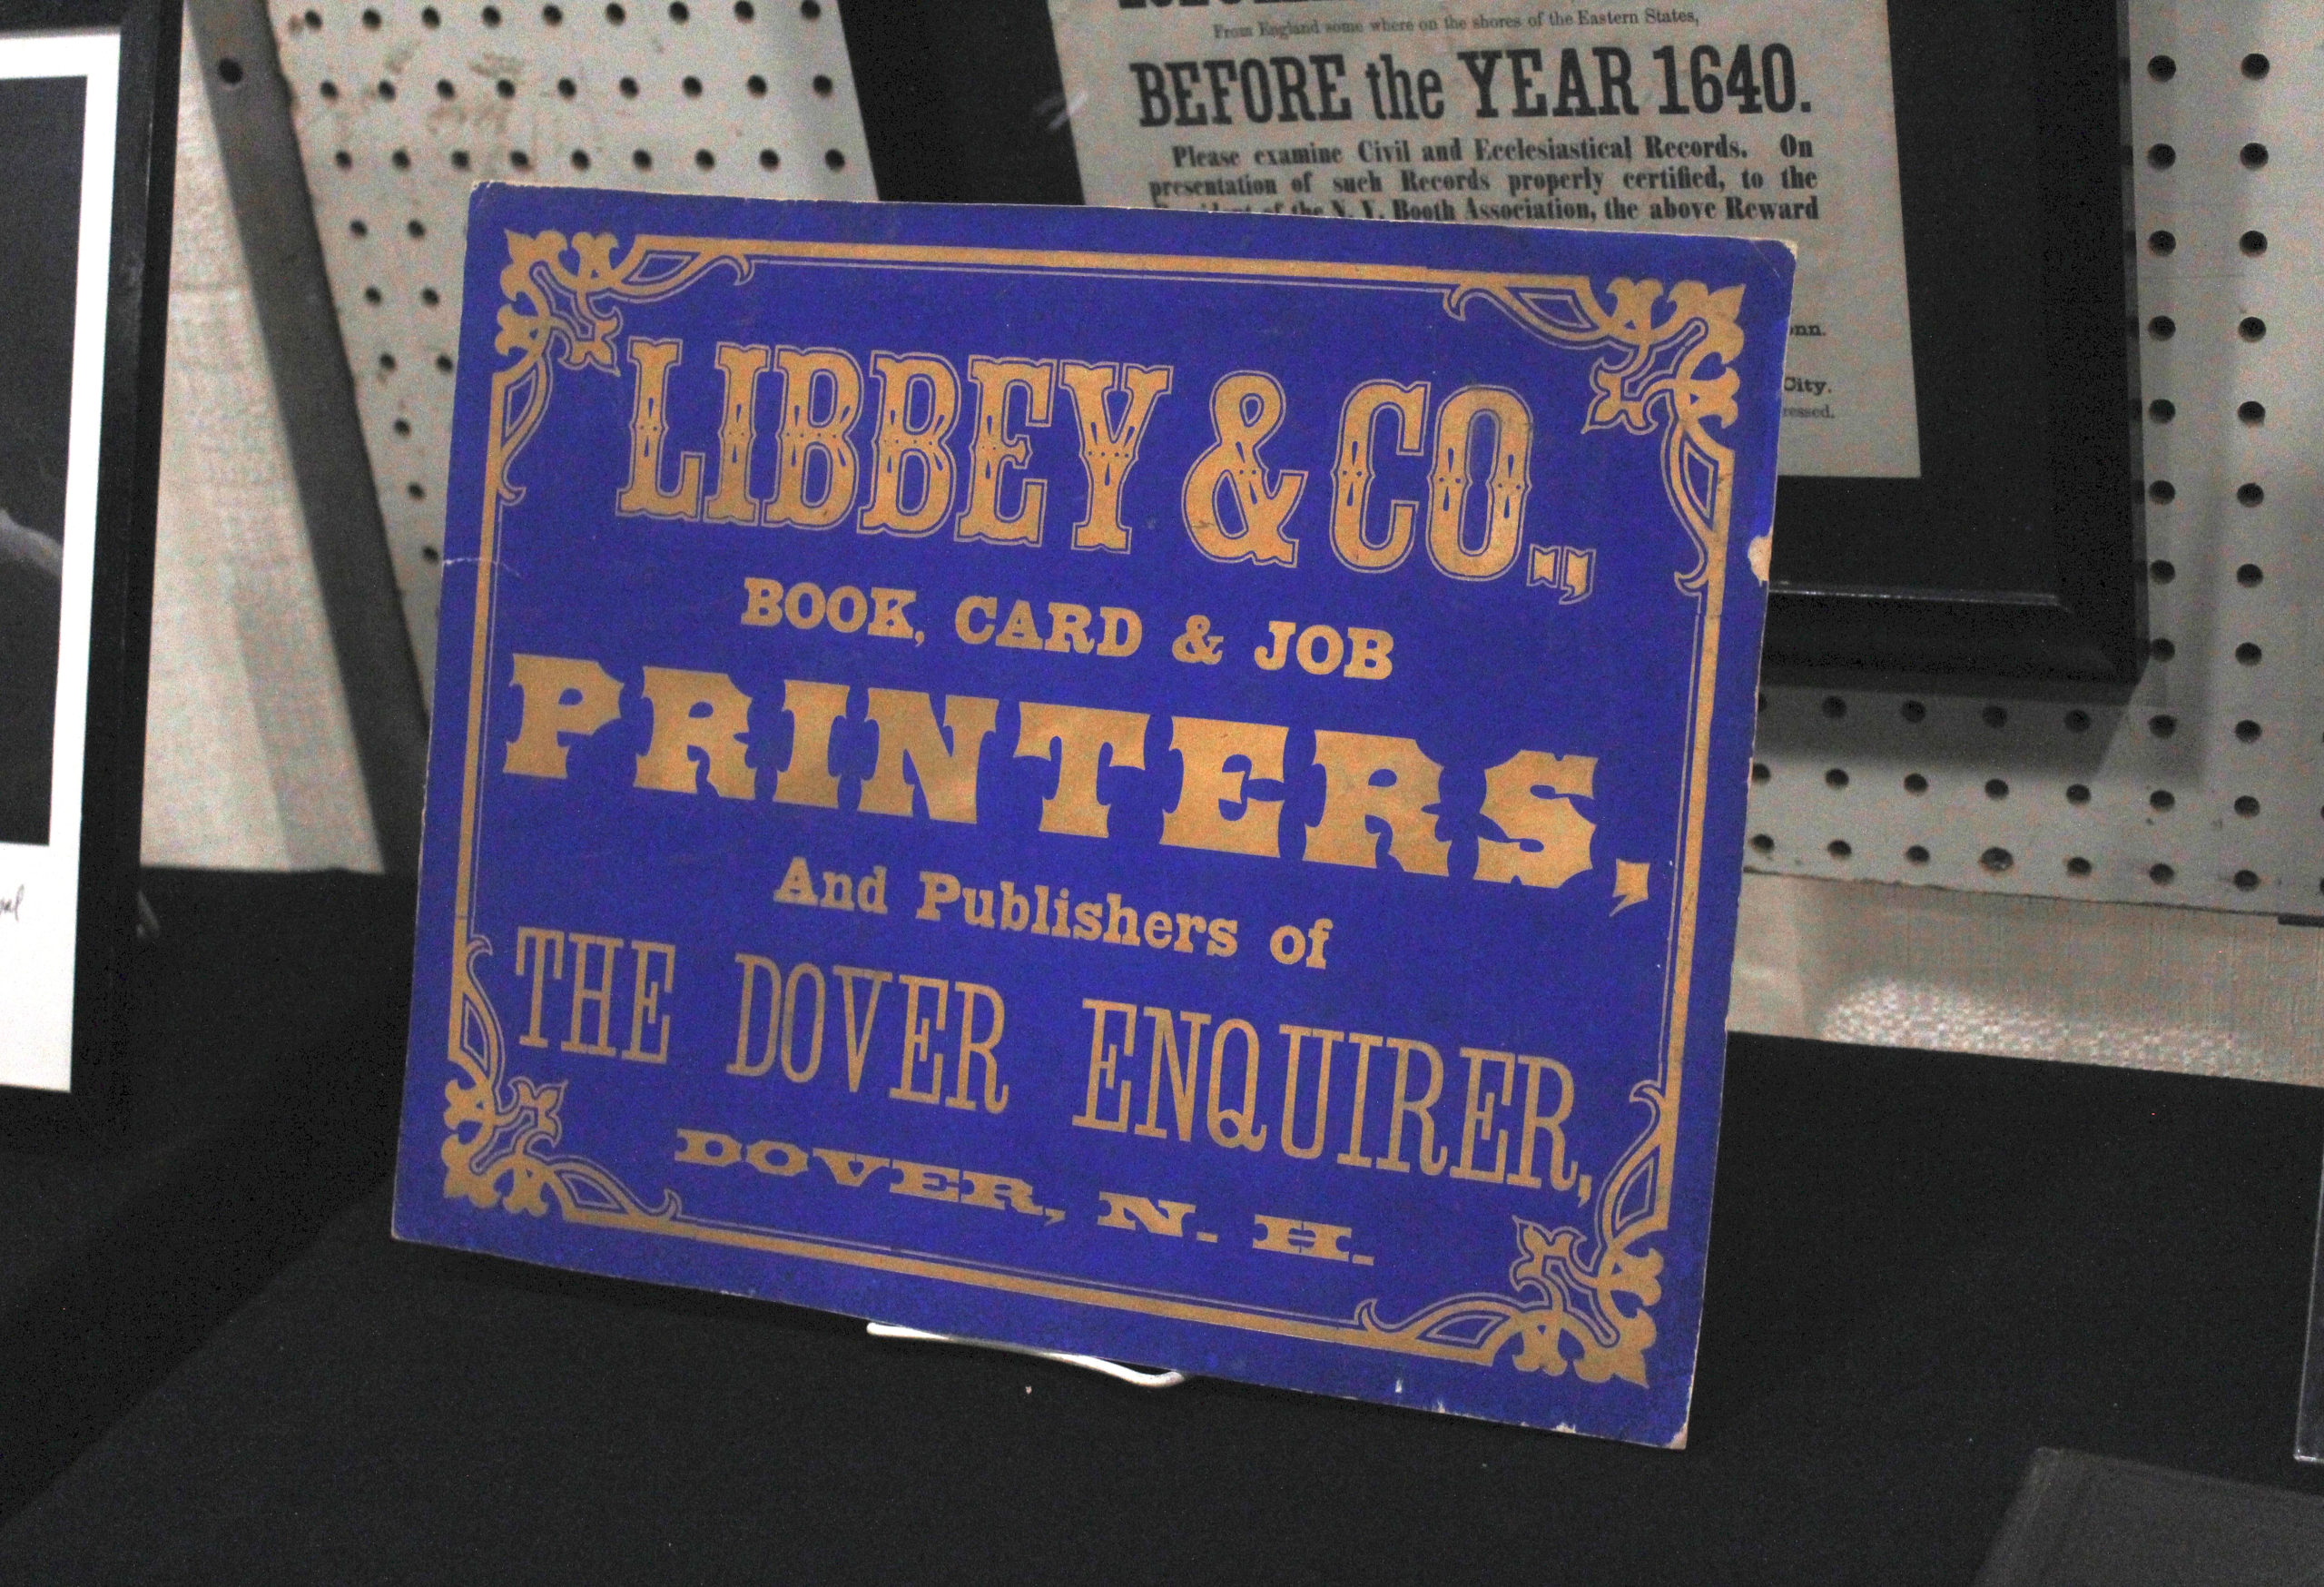 From England some where on the shores of the Eastern States,
BEFORE the YEAR 1640.
Please examine Civil and Ecclesiastical Records. On
presentation of such Records properly certified, to the
of the N. Y. Booth Association, the above Reward
City.
LIBBEY & CO.,
BOOK, CARD & JOB
PRINTERS,
And Publishers of
THE DOVER ENQUIRER,
DOVER, N. H.